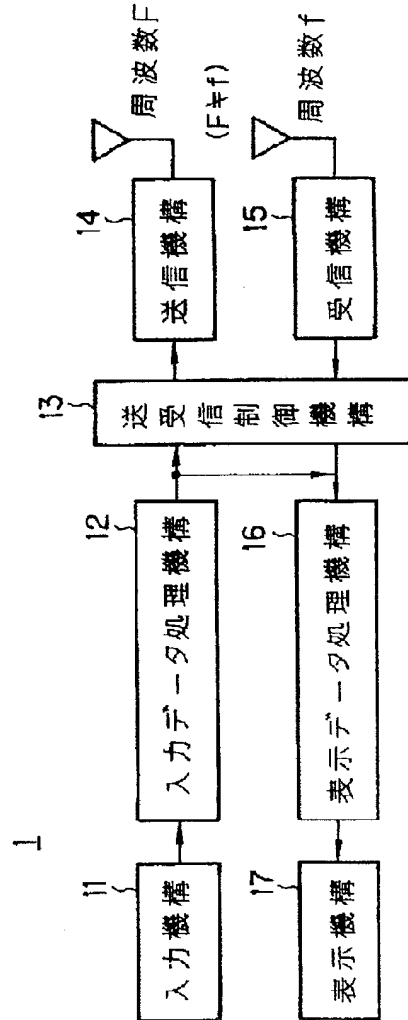 1
11
入力機構
12
入力データ処理機構
13
送受信制御機構
14
送信機構
周波数F
(F≒f)
15
受信機構
周波数f
16
表示データ処理機構
17
表示機構